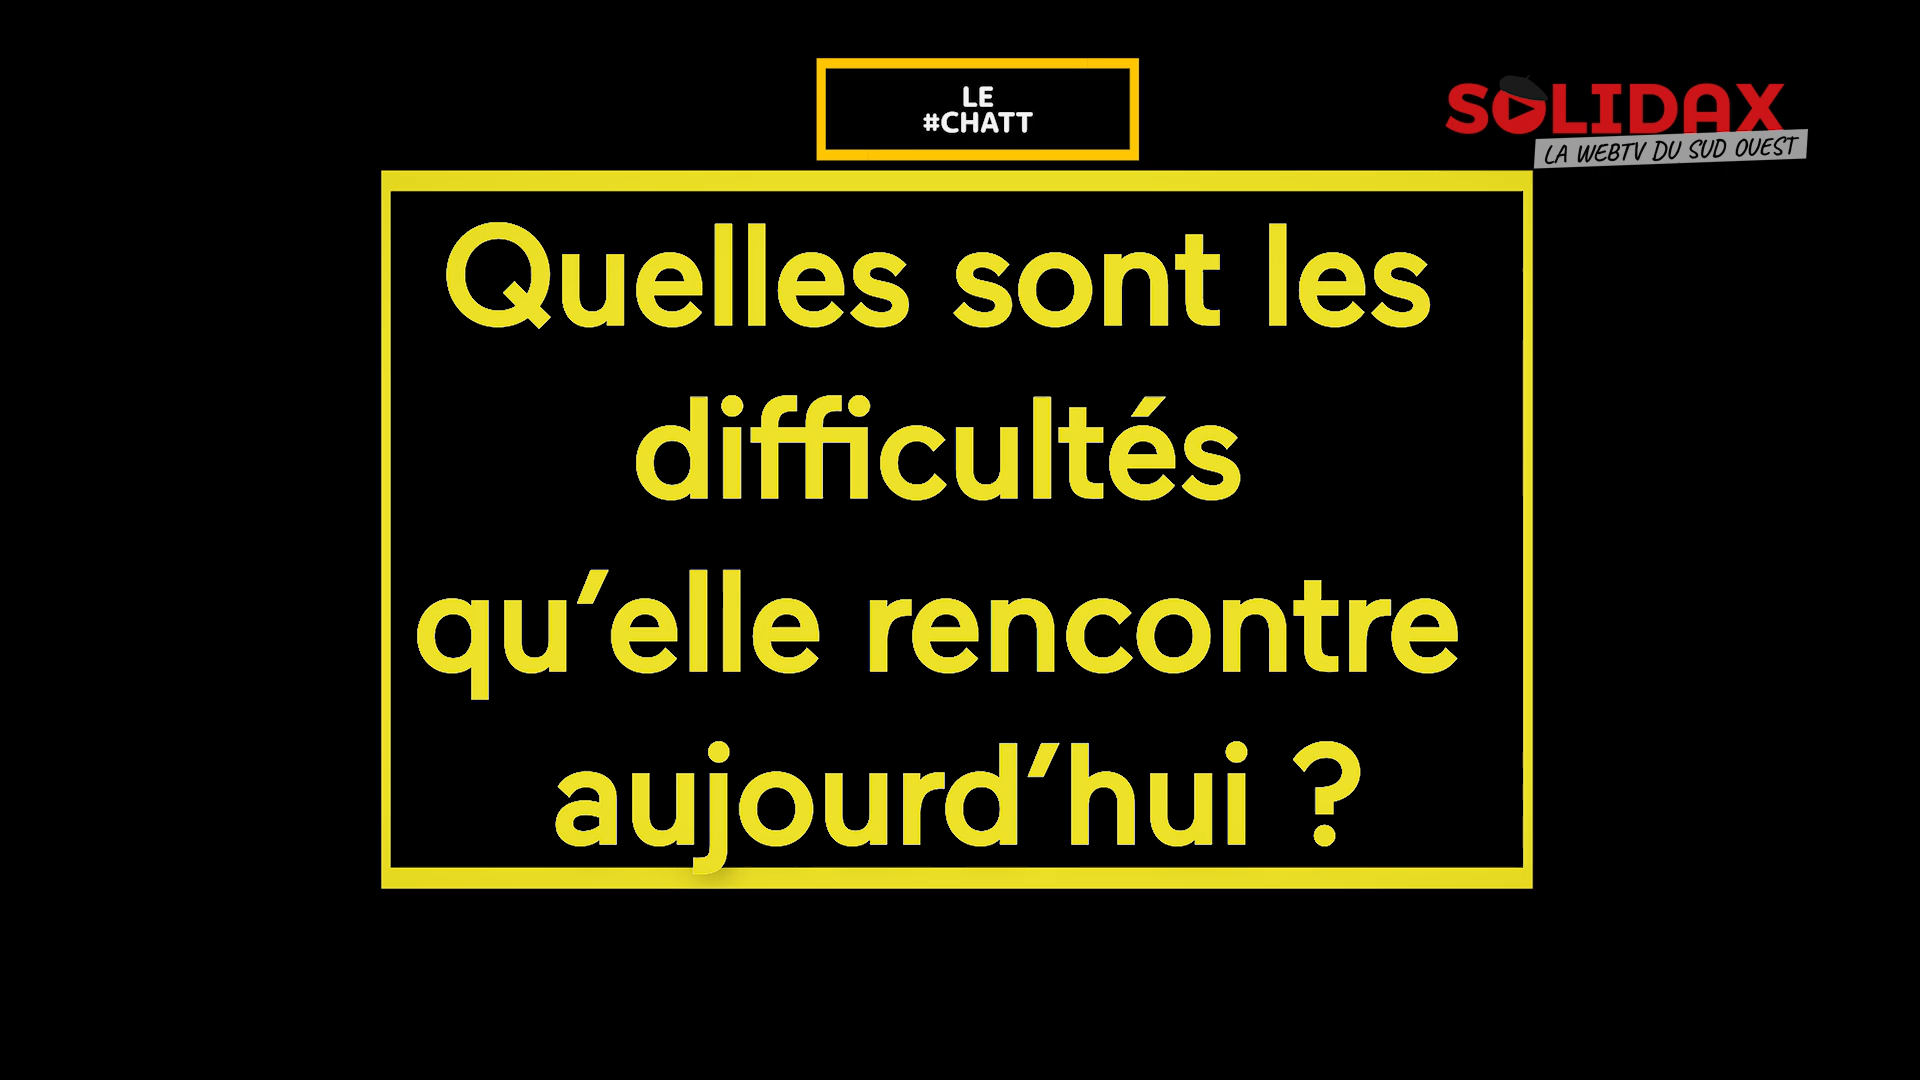 LE
#CHATT
SOLIDAX
LA WEBTV DU SUD OUEST
Quelles sont les
difficultés
qu'elle rencontre
aujourd'hui ?